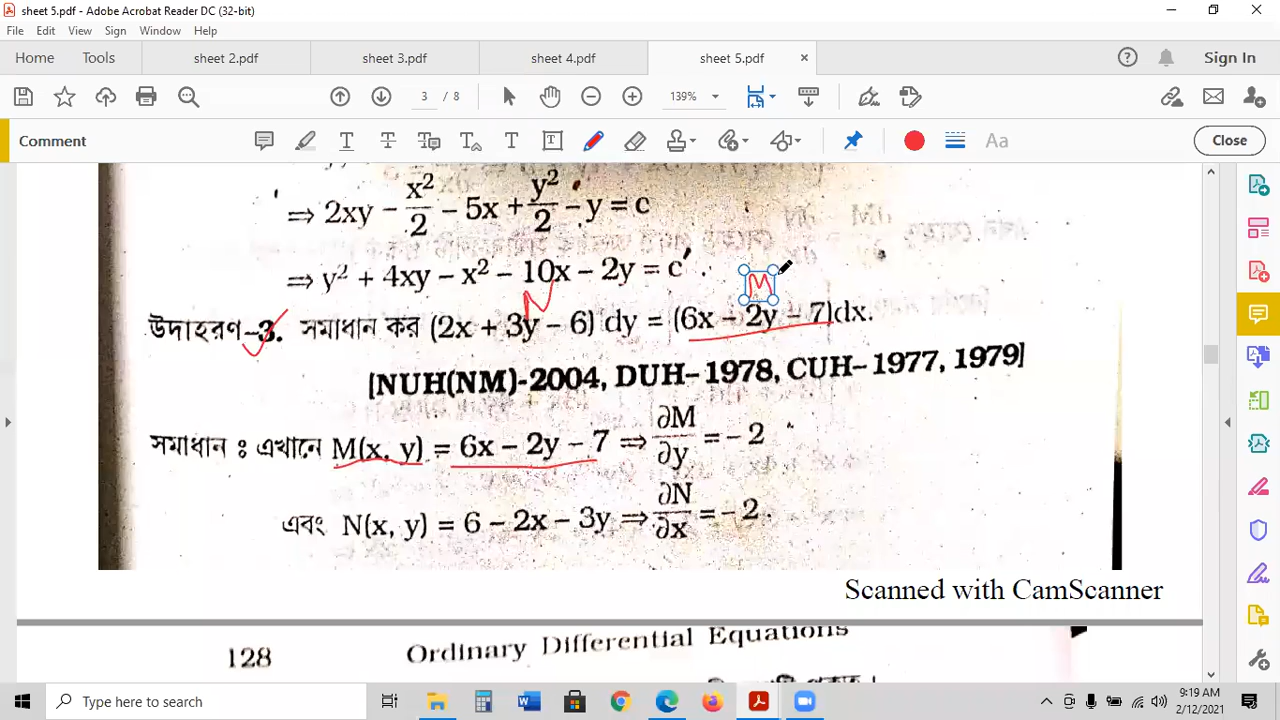 sheet 5.pdf - Adobe Acrobat Reader DC (32-bit)
File Edit View Sign Window Help
Home Tools sheet 2.pdf sheet 3.pdf sheet 4.pdf sheet 5.pdf × Sign In
3 / 8 139%
Comment Aa Close
⇒ 2xy − x²/2 − 5x + y²/2 − y = c
⇒ y² + 4xy − x² − 10x − 2y = c′.
M
N
উদাহরণ–3. সমাধান কর (2x + 3y − 6) dy = (6x − 2y − 7)dx.
[NUH(NM)-2004, DUH–1978, CUH–1977, 1979]
সমাধান ঃ এখানে M(x, y) = 6x − 2y − 7 ⇒ ∂M/∂y = − 2
এবং N(x, y) = 6 − 2x − 3y ⇒ ∂N/∂x = − 2.
Scanned with CamScanner
128 Ordinary Differential Equations
Type here to search
9:19 AM
2/12/2021